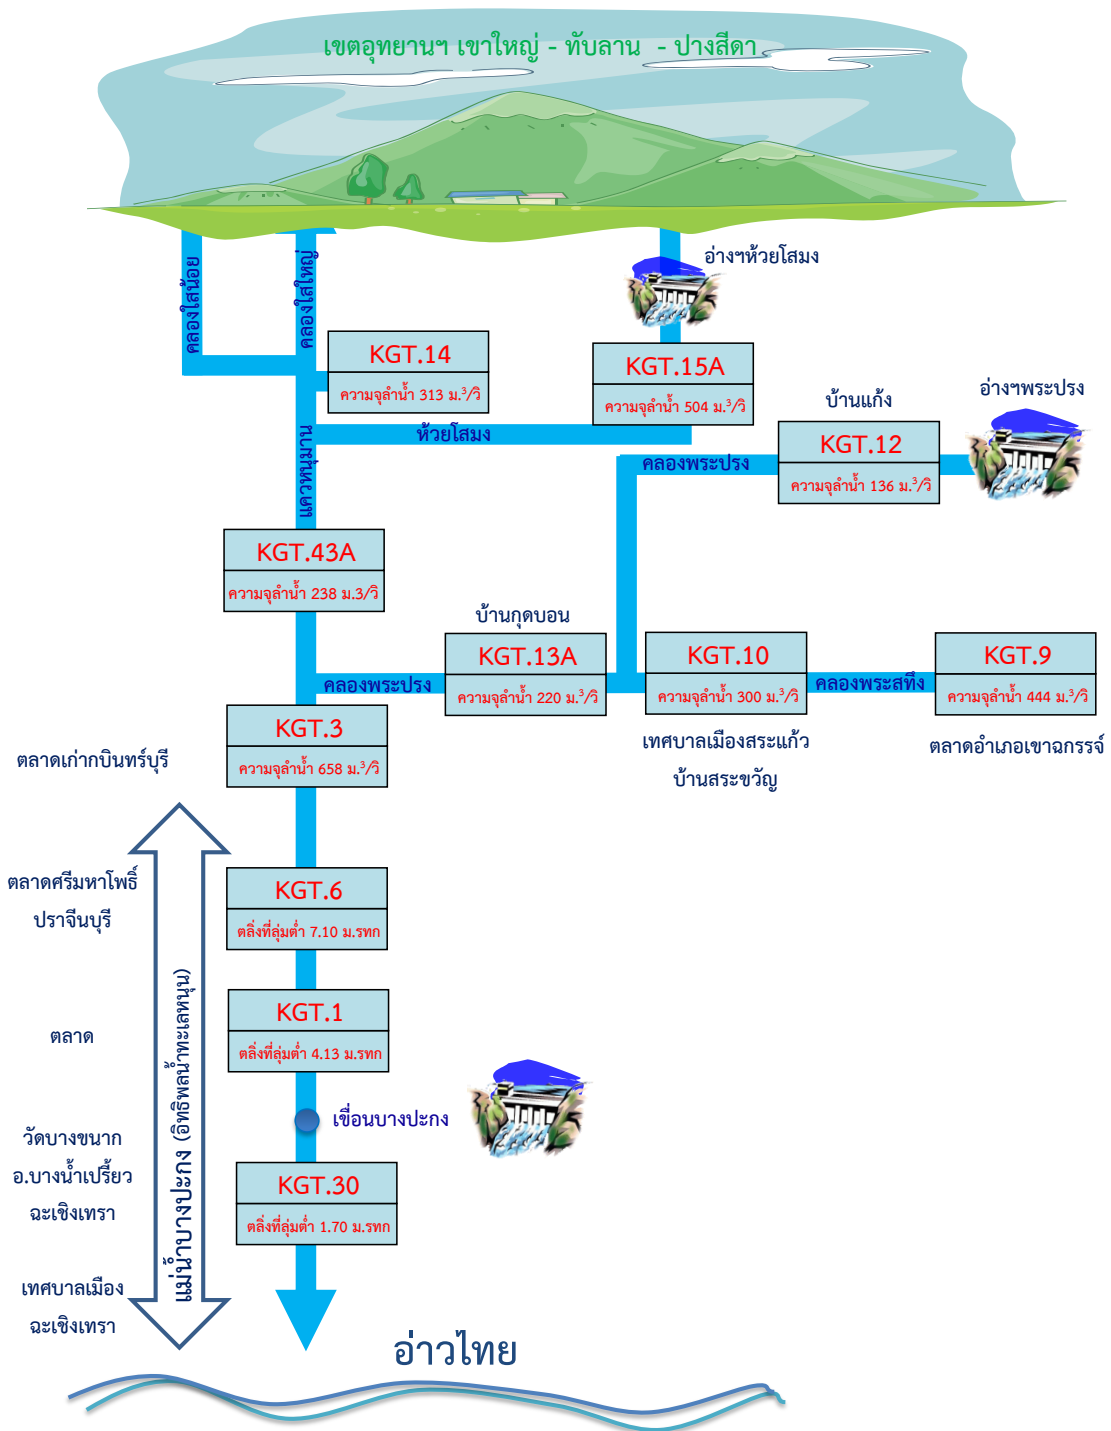 เขตอุทยานฯ เขาใหญ่ - ทับลาน - ปางสีดา
คลองใสน้อย
คลองใสใหญ่
อ่างฯห้วยโสมง
KGT.14
ความจุลำน้ำ 313 ม.³/วิ
KGT.15A
ความจุลำน้ำ 504 ม.³/วิ
ห้วยโสมง
แควหนุมาน
บ้านแก้ง
อ่างฯพระปรง
KGT.12
ความจุลำน้ำ 136 ม.³/วิ
คลองพระปรง
KGT.43A
ความจุลำน้ำ 238 ม.3/วิ
บ้านกุดบอน
KGT.13A
ความจุลำน้ำ 220 ม.³/วิ
คลองพระปรง
KGT.10
ความจุลำน้ำ 300 ม.³/วิ
คลองพระสทึง
KGT.9
ความจุลำน้ำ 444 ม.³/วิ
เทศบาลเมืองสระแก้ว
บ้านสระขวัญ
ตลาดอำเภอเขาฉกรรจ์
KGT.3
ความจุลำน้ำ 658 ม.³/วิ
ตลาดเก่ากบินทร์บุรี
KGT.6
ตลิ่งที่ลุ่มต่ำ 7.10 ม.รทก
ตลาดศรีมหาโพธิ์
ปราจีนบุรี
KGT.1
ตลิ่งที่ลุ่มต่ำ 4.13 ม.รทก
ตลาด
แม่น้ำบางปะกง (อิทธิพลน้ำทะเลหนุน)
เขื่อนบางปะกง
วัดบางขนาก
อ.บางน้ำเปรี้ยว
ฉะเชิงเทรา
KGT.30
ตลิ่งที่ลุ่มต่ำ 1.70 ม.รทก
เทศบาลเมือง
ฉะเชิงเทรา
อ่าวไทย